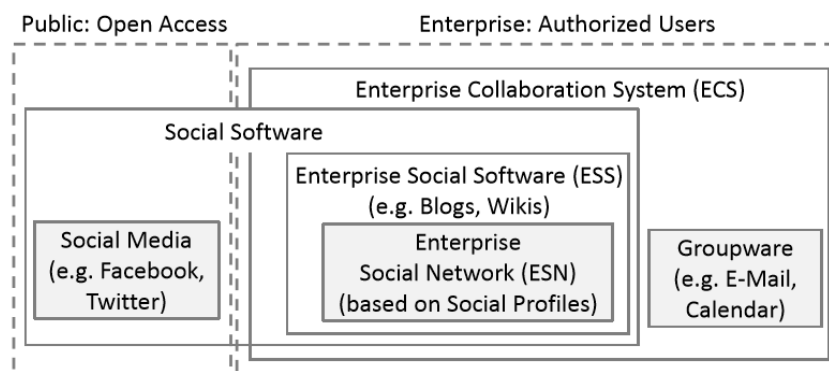 Public: Open Access
Enterprise: Authorized Users
Enterprise Collaboration System (ECS)
Social Software
Enterprise Social Software (ESS)
(e.g. Blogs, Wikis)
Social Media
(e.g. Facebook,
Twitter)
Enterprise
Social Network (ESN)
(based on Social Profiles)
Groupware
(e.g. E-Mail,
Calendar)